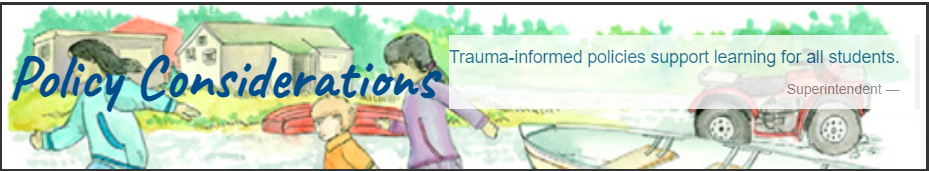 Policy Considerations
Trauma-informed policies support learning for all students.
Superintendent —